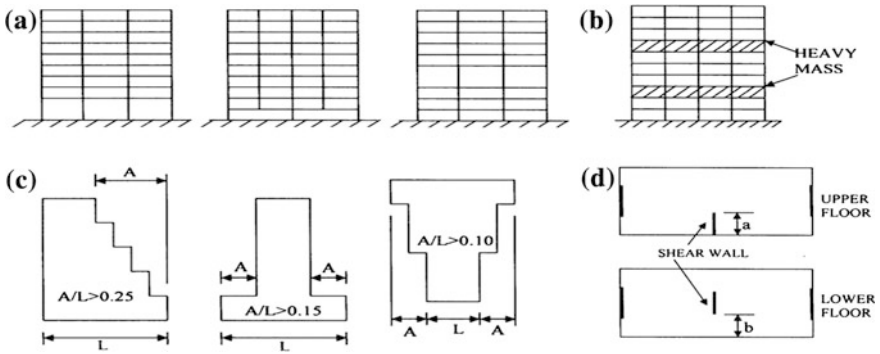 (a)
(b)
HEAVY
MASS
(c)
A
A/L>0.25
L
A
A
A/L>0.15
L
A/L>0.10
A
L
A
(d)
a
UPPER
FLOOR
SHEAR WALL
b
LOWER
FLOOR